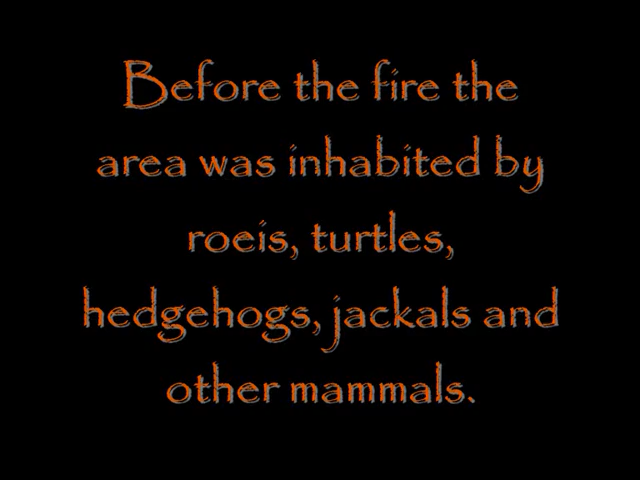 Before the fire the
area was inhabited by
roeis, turtles,
hedgehogs, jackals and
other mammals.